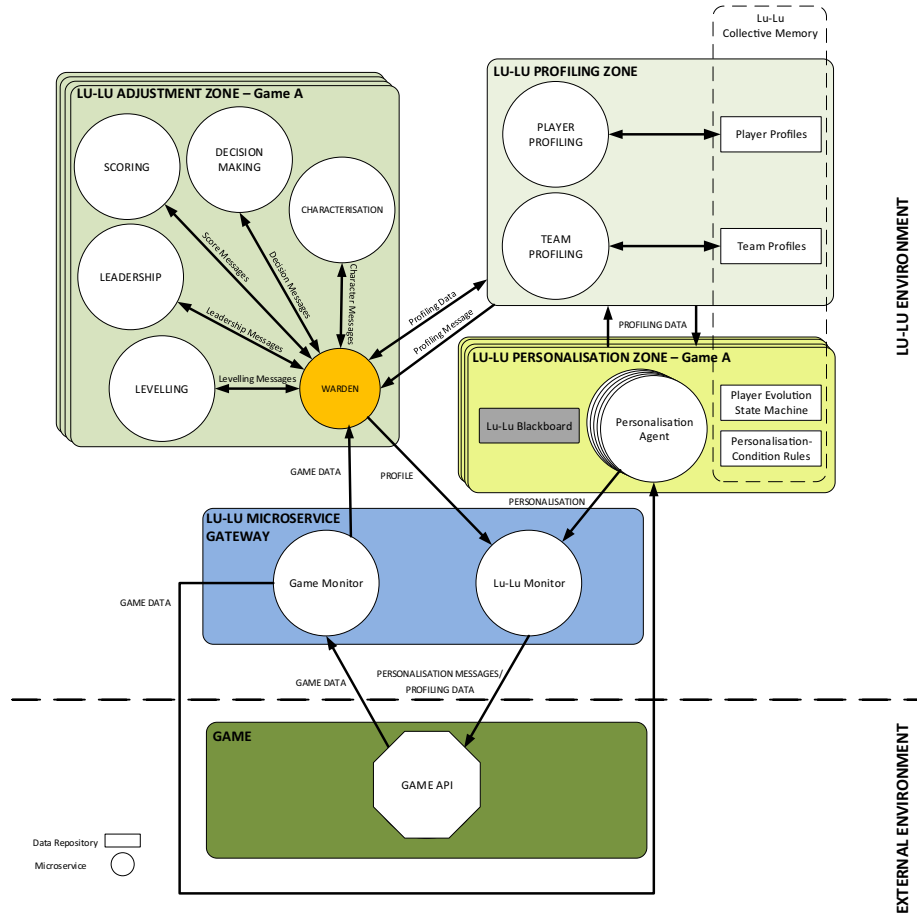 Lu-Lu
Collective Memory
LU-LU ADJUSTMENT ZONE – Game A
SCORING
DECISION
MAKING
CHARACTERISATION
LEADERSHIP
LEVELLING
WARDEN
Score Messages
Decision Messages
Character Messages
Leadership Messages
Levelling Messages
LU-LU PROFILING ZONE
PLAYER
PROFILING
Player Profiles
TEAM
PROFILING
Team Profiles
Profiling Data
Profiling Message
PROFILING DATA
LU-LU PERSONALISATION ZONE – Game A
Lu-Lu Blackboard
Personalisation
Agent
Player Evolution
State Machine
Personalisation-
Condition Rules
LU-LU ENVIRONMENT
GAME DATA
PROFILE
PERSONALISATION
LU-LU MICROSERVICE
GATEWAY
Game Monitor
Lu-Lu Monitor
GAME DATA
GAME DATA
PERSONALISATION MESSAGES/
PROFILING DATA
GAME
GAME API
EXTERNAL ENVIRONMENT
Data Repository
Microservice